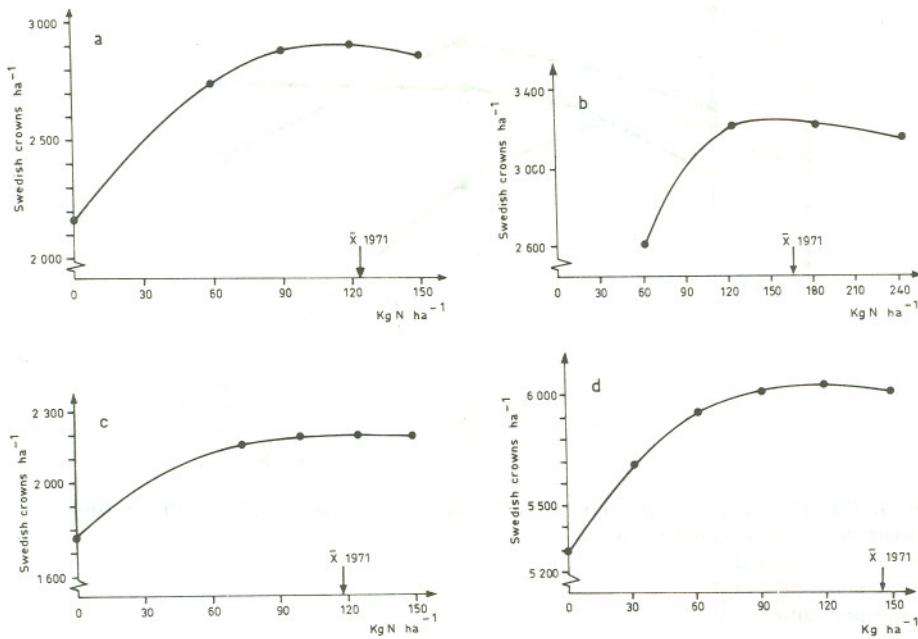 a
Swedish crowns ha⁻¹
3 000
2 500
2 000
x̄ 1971
0 30 60 90 120 150
Kg N ha⁻¹
b
Swedish crowns ha⁻¹
3 400
3 000
2 600
x̄ 1971
0 30 60 90 120 150 180 210 240
Kg N ha⁻¹
c
Swedish crowns ha⁻¹
2 300
2 000
1 600
x̄ 1971
0 30 60 90 120 150
Kg N ha⁻¹
d
Swedish crowns ha⁻¹
6 000
5 500
5 200
x̄ 1971
0 30 60 90 120 150
Kg ha⁻¹